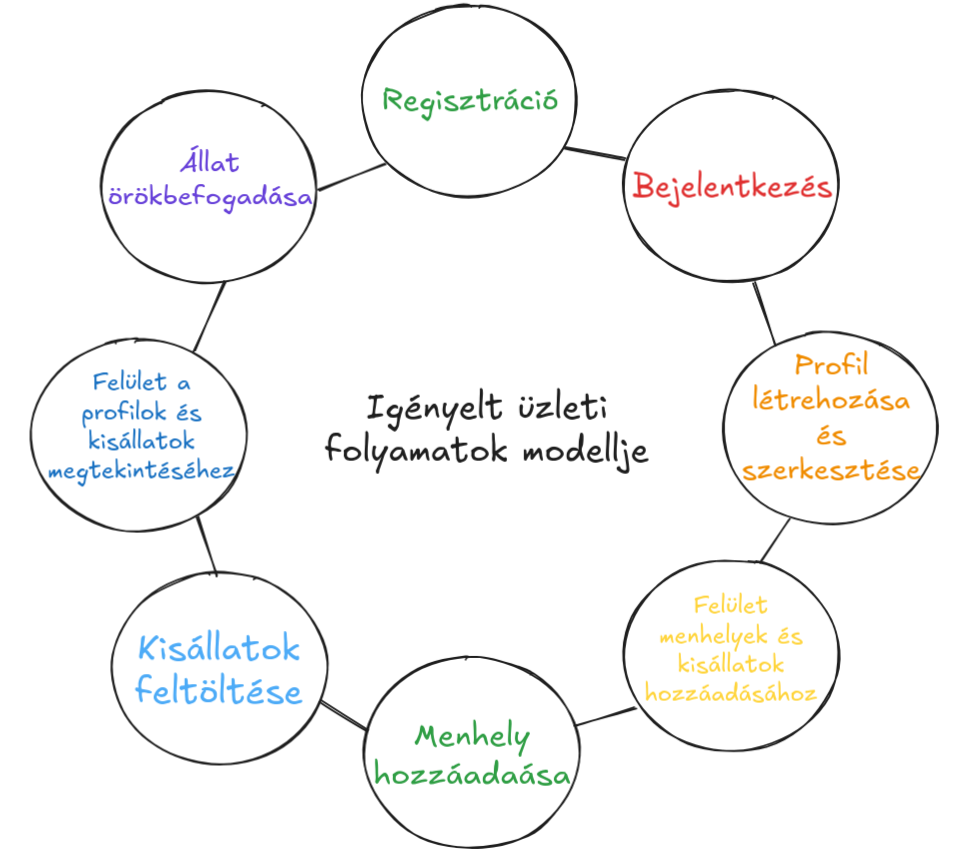 Regisztráció
Bejelentkezés
Profil
létrehozása
és
szerkesztése
Felület
menhelyek és
kisállatok
hozzáadásához
Menhely
hozzáadaása
Kisállatok
feltöltése
Felület a
profilok és
kisállatok
megtekintéséhez
Állat
örökbefogadása
Igényelt üzleti
folyamatok modellje